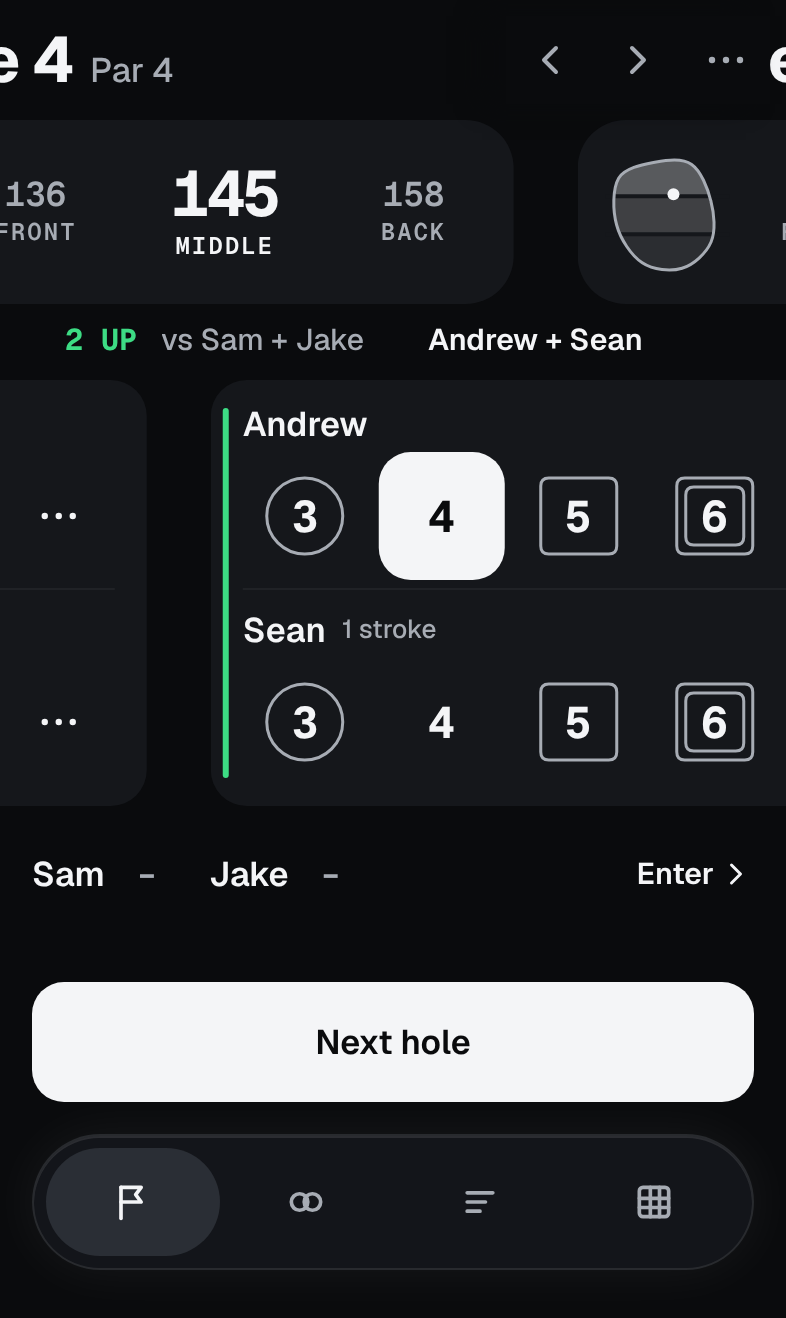 e 4 Par 4 ... e
136 145 158
FRONT MIDDLE BACK
2 UP vs Sam + Jake Andrew + Sean
Andrew
... 3 4 5 6
Sean 1 stroke
... 3 4 5 6
Sam - Jake - Enter >
Next hole